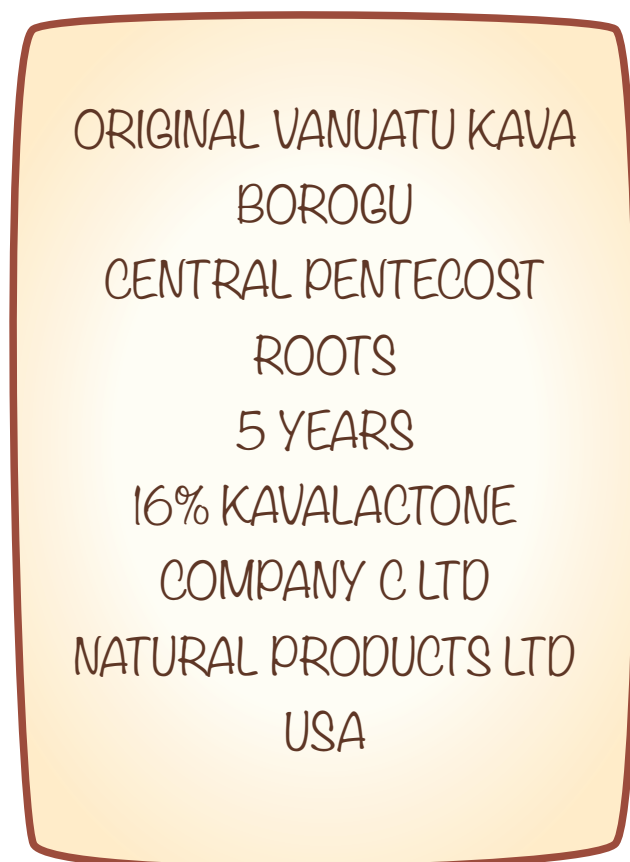 ORIGINAL VANUATU KAVA
BOROGU
CENTRAL PENTECOST
ROOTS
5 YEARS
16% KAVALACTONE
COMPANY C LTD
NATURAL PRODUCTS LTD
USA